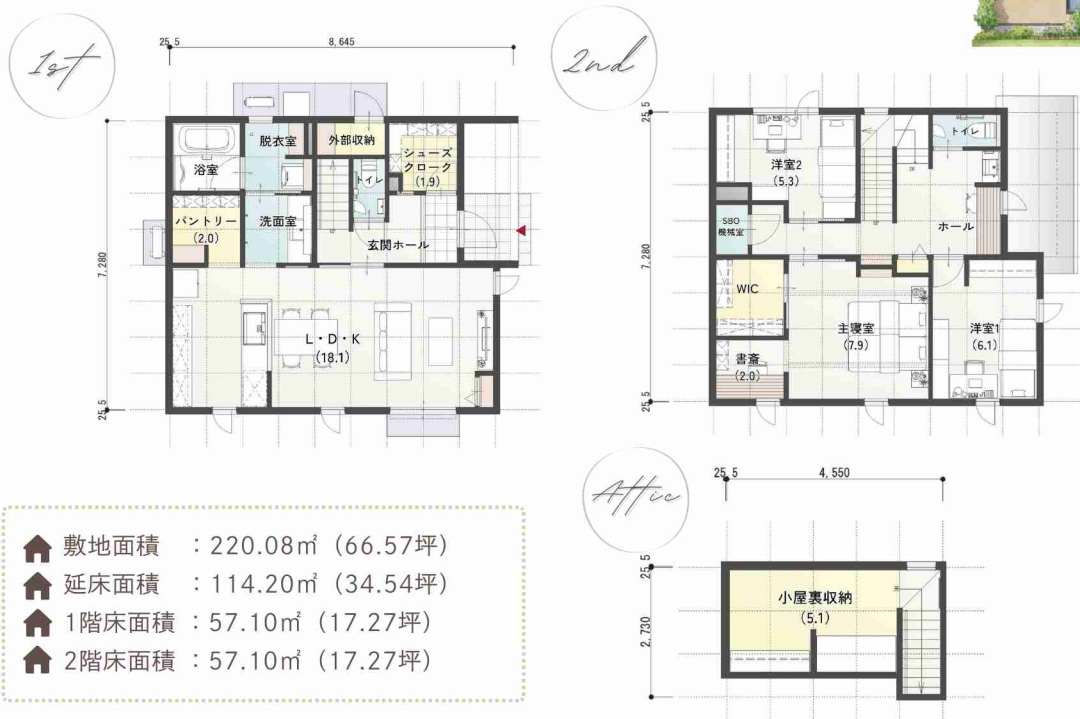 1st
25.5
8,645
脱衣室
外部収納
浴室
トイレ
シューズ
クローク
(1.9)
パントリー
(2.0)
洗面室
玄関ホール
7,280
L・D・K
(18.1)
25.5
2nd
25.5
トイレ
洋室2
(5.3)
SBO
機械室
ホール
7,280
WIC
主寝室
(7.9)
洋室1
(6.1)
書斎
(2.0)
25.5
Attic
25.5
4,550
25.5
小屋裏収納
(5.1)
2,730
敷地面積 :220.08㎡(66.57坪)
延床面積 :114.20㎡(34.54坪)
1階床面積 :57.10㎡(17.27坪)
2階床面積 :57.10㎡(17.27坪)